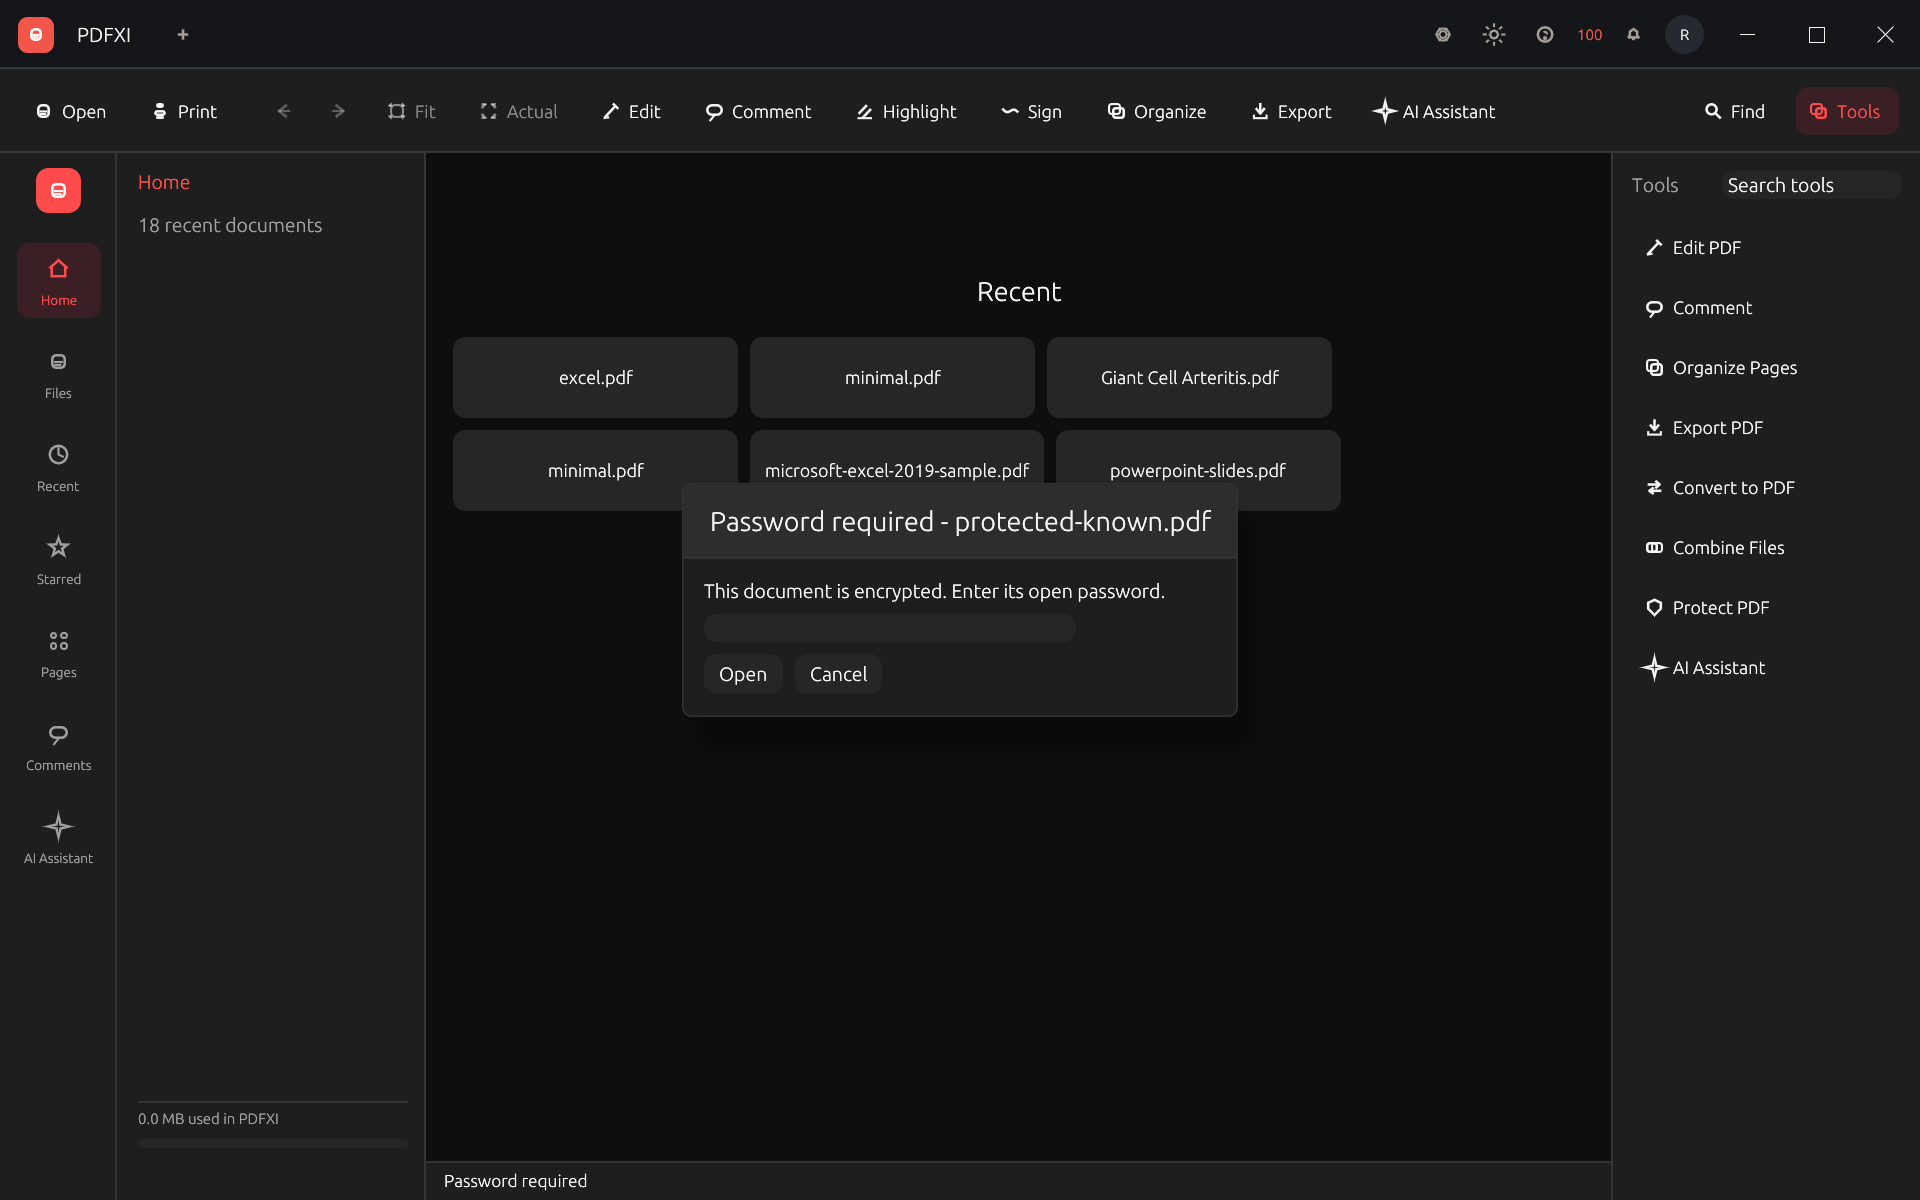 PDFXI
100
R
Open
Print
Fit
Actual
Edit
Comment
Highlight
Sign
Organize
Export
AI Assistant
Find
Tools
Home
Files
Recent
Starred
Pages
Comments
AI Assistant
Home
18 recent documents
0.0 MB used in PDFXI
Recent
excel.pdf
minimal.pdf
Giant Cell Arteritis.pdf
minimal.pdf
microsoft-excel-2019-sample.pdf
powerpoint-slides.pdf
Password required - protected-known.pdf
This document is encrypted. Enter its open password.
Open
Cancel
Password required
Tools
Search tools
Edit PDF
Comment
Organize Pages
Export PDF
Convert to PDF
Combine Files
Protect PDF
AI Assistant